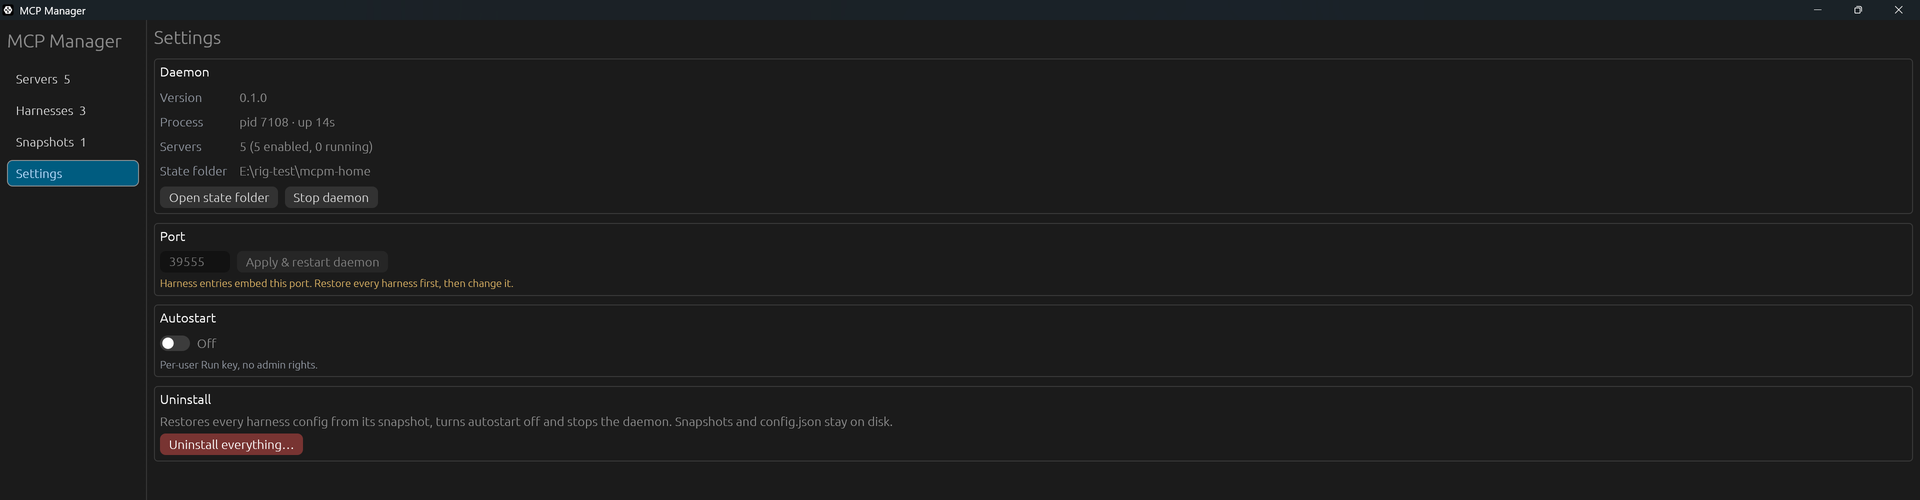 MCP Manager
MCP Manager
Servers 5
Harnesses 3
Snapshots 1
Settings
Settings
Daemon
Version 0.1.0
Process pid 7108 · up 14s
Servers 5 (5 enabled, 0 running)
State folder E:\rig-test\mcpm-home
Open state folder Stop daemon
Port
39555 Apply & restart daemon
Harness entries embed this port. Restore every harness first, then change it.
Autostart
Off
Per-user Run key, no admin rights.
Uninstall
Restores every harness config from its snapshot, turns autostart off and stops the daemon. Snapshots and config.json stay on disk.
Uninstall everything...